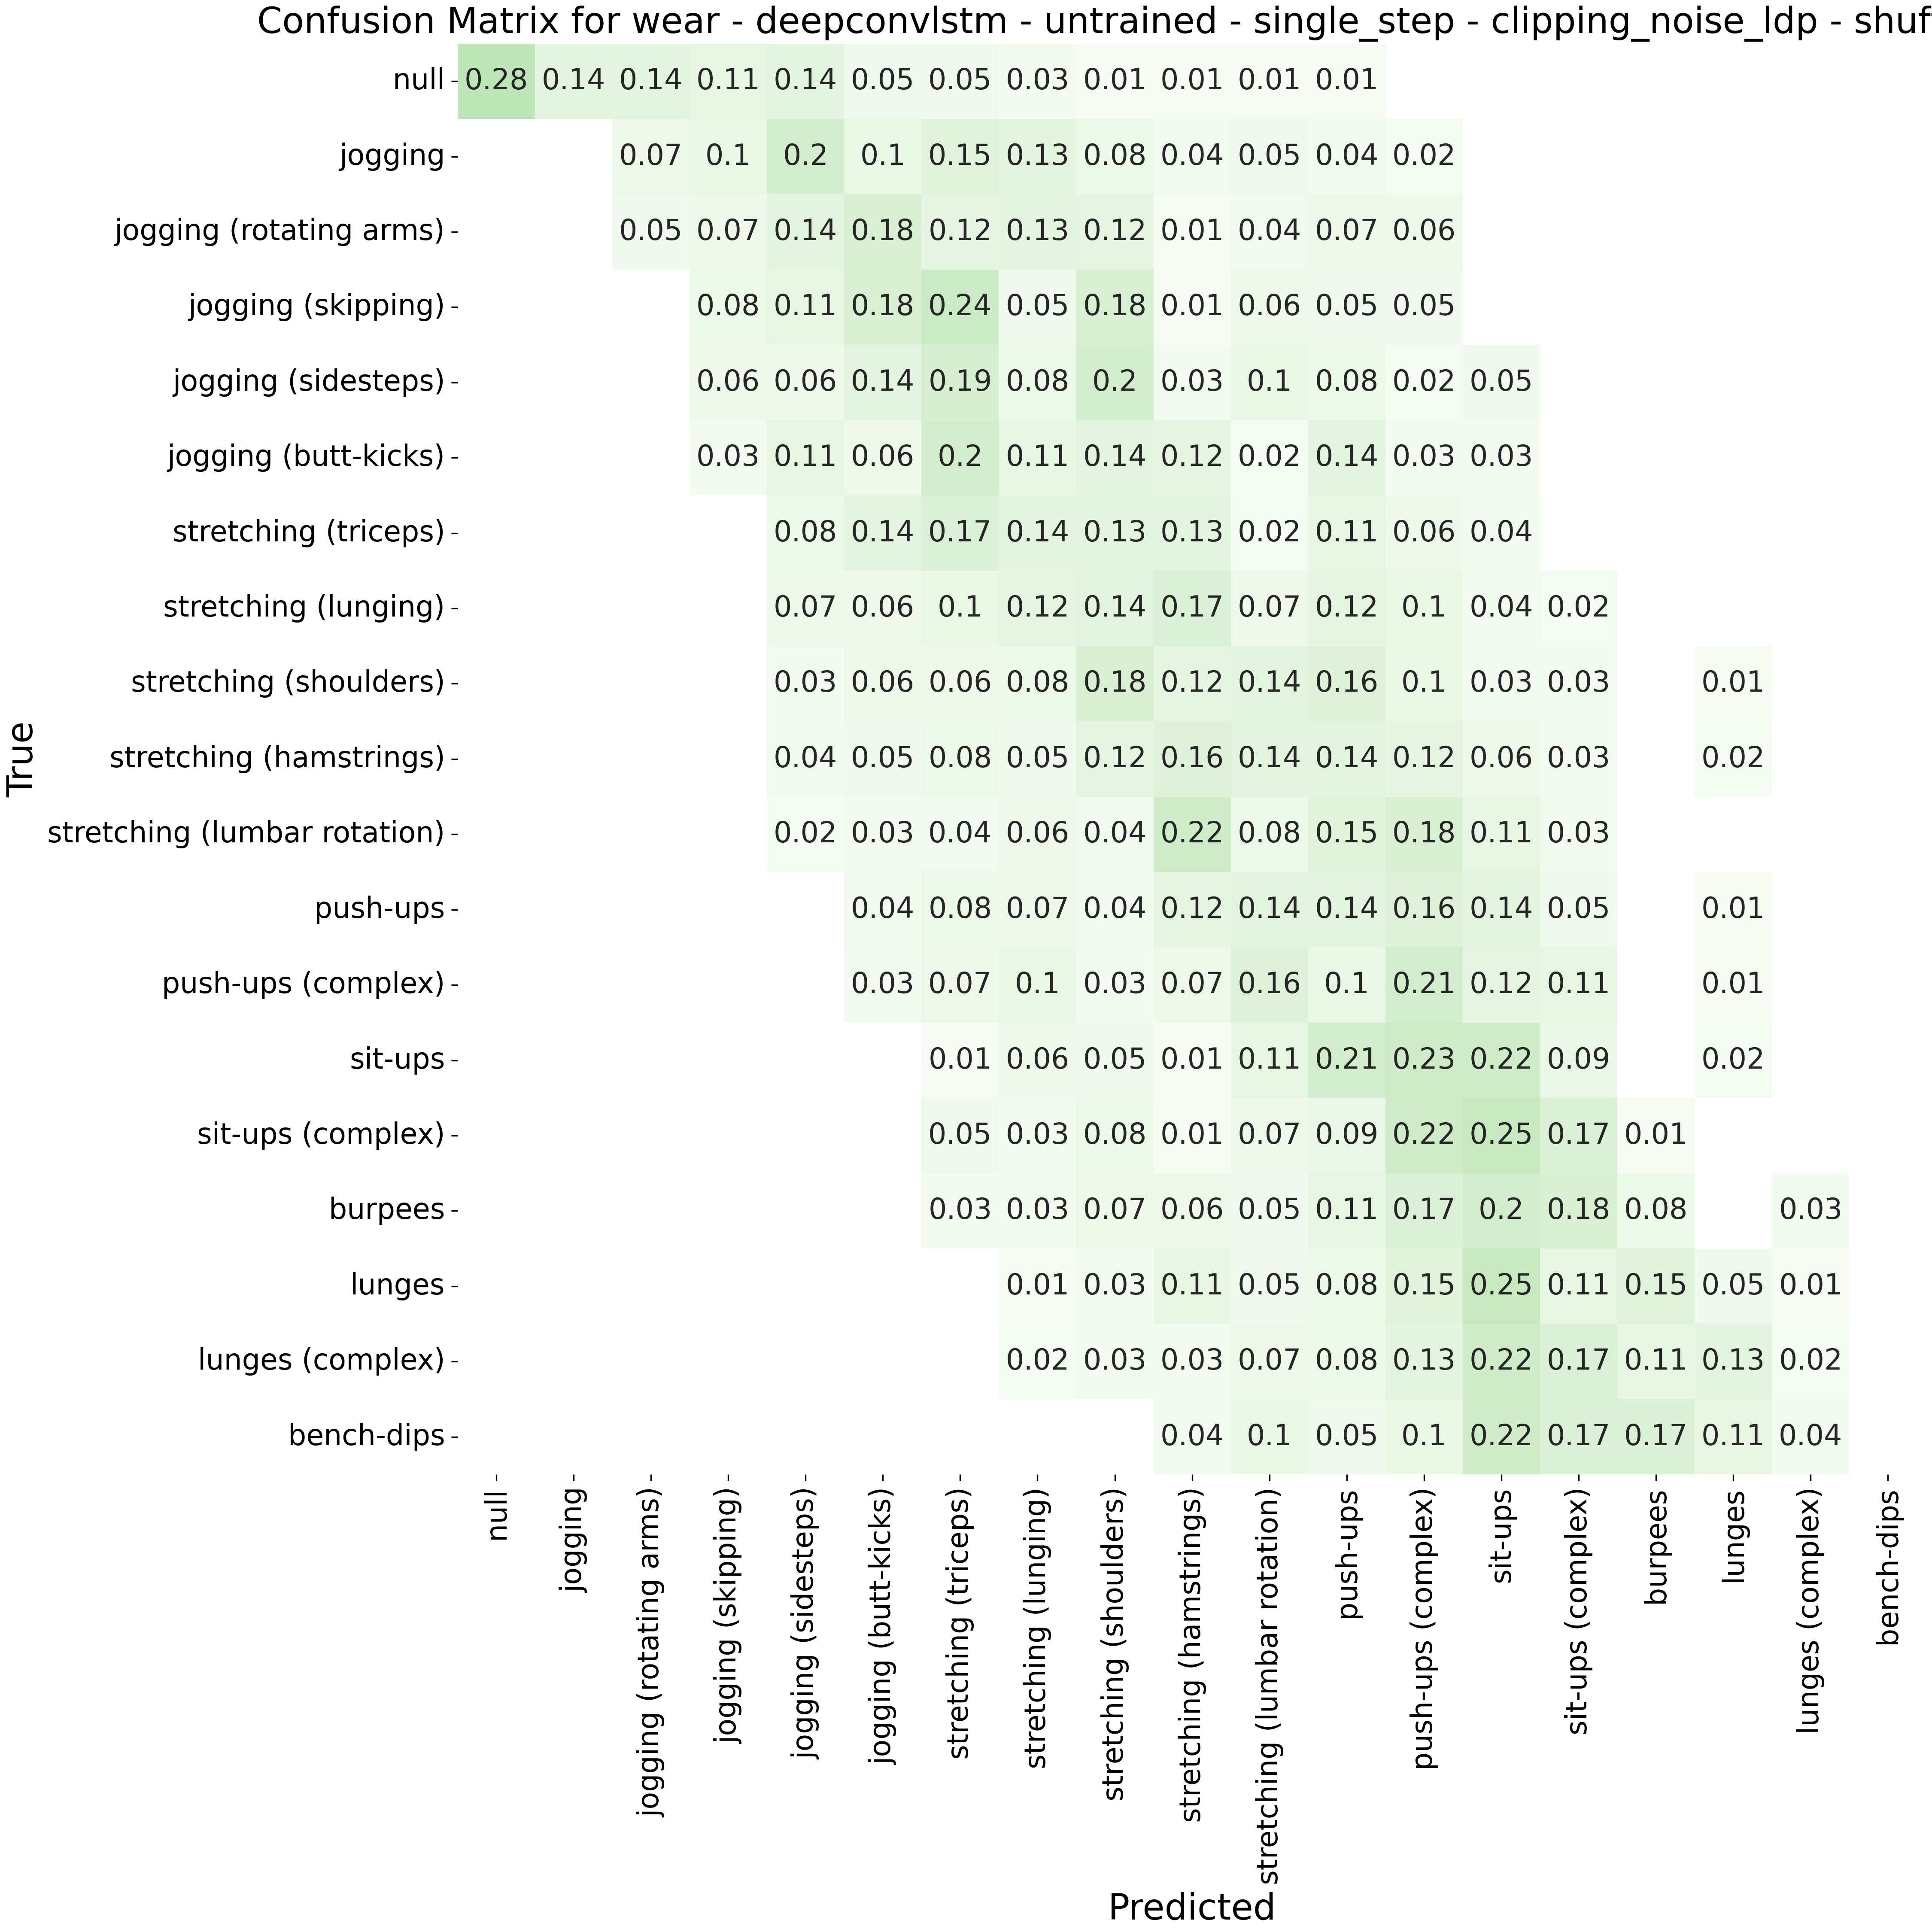 Confusion Matrix for wear - deepconvlstm - untrained - single_step - clipping_noise_ldp - shuf
null 0.28 0.14 0.14 0.11 0.14 0.05 0.05 0.03 0.01 0.01 0.01 0.01
jogging 0.07 0.1 0.2 0.1 0.15 0.13 0.08 0.04 0.05 0.04 0.02
jogging (rotating arms) 0.05 0.07 0.14 0.18 0.12 0.13 0.12 0.01 0.04 0.07 0.06
jogging (skipping) 0.08 0.11 0.18 0.24 0.05 0.18 0.01 0.06 0.05 0.05
jogging (sidesteps) 0.06 0.06 0.14 0.19 0.08 0.2 0.03 0.1 0.08 0.02 0.05
jogging (butt-kicks) 0.03 0.11 0.06 0.2 0.11 0.14 0.12 0.02 0.14 0.03 0.03
stretching (triceps) 0.08 0.14 0.17 0.14 0.13 0.13 0.02 0.11 0.06 0.04
stretching (lunging) 0.07 0.06 0.1 0.12 0.14 0.17 0.07 0.12 0.1 0.04 0.02
stretching (shoulders) 0.03 0.06 0.06 0.08 0.18 0.12 0.14 0.16 0.1 0.03 0.03 0.01
stretching (hamstrings) 0.04 0.05 0.08 0.05 0.12 0.16 0.14 0.14 0.12 0.06 0.03 0.02
stretching (lumbar rotation) 0.02 0.03 0.04 0.06 0.04 0.22 0.08 0.15 0.18 0.11 0.03
push-ups 0.04 0.08 0.07 0.04 0.12 0.14 0.14 0.16 0.14 0.05 0.01
push-ups (complex) 0.03 0.07 0.1 0.03 0.07 0.16 0.1 0.21 0.12 0.11 0.01
sit-ups 0.01 0.06 0.05 0.01 0.11 0.21 0.23 0.22 0.09 0.02
sit-ups (complex) 0.05 0.03 0.08 0.01 0.07 0.09 0.22 0.25 0.17 0.01
burpees 0.03 0.03 0.07 0.06 0.05 0.11 0.17 0.2 0.18 0.08 0.03
lunges 0.01 0.03 0.11 0.05 0.08 0.15 0.25 0.11 0.15 0.05 0.01
lunges (complex) 0.02 0.03 0.03 0.07 0.08 0.13 0.22 0.17 0.11 0.13 0.02
bench-dips 0.04 0.1 0.05 0.1 0.22 0.17 0.17 0.11 0.04
True
null
jogging
jogging (rotating arms)
jogging (skipping)
jogging (sidesteps)
jogging (butt-kicks)
stretching (triceps)
stretching (lunging)
stretching (shoulders)
stretching (hamstrings)
stretching (lumbar rotation)
push-ups
push-ups (complex)
sit-ups
sit-ups (complex)
burpees
lunges
lunges (complex)
bench-dips
Predicted